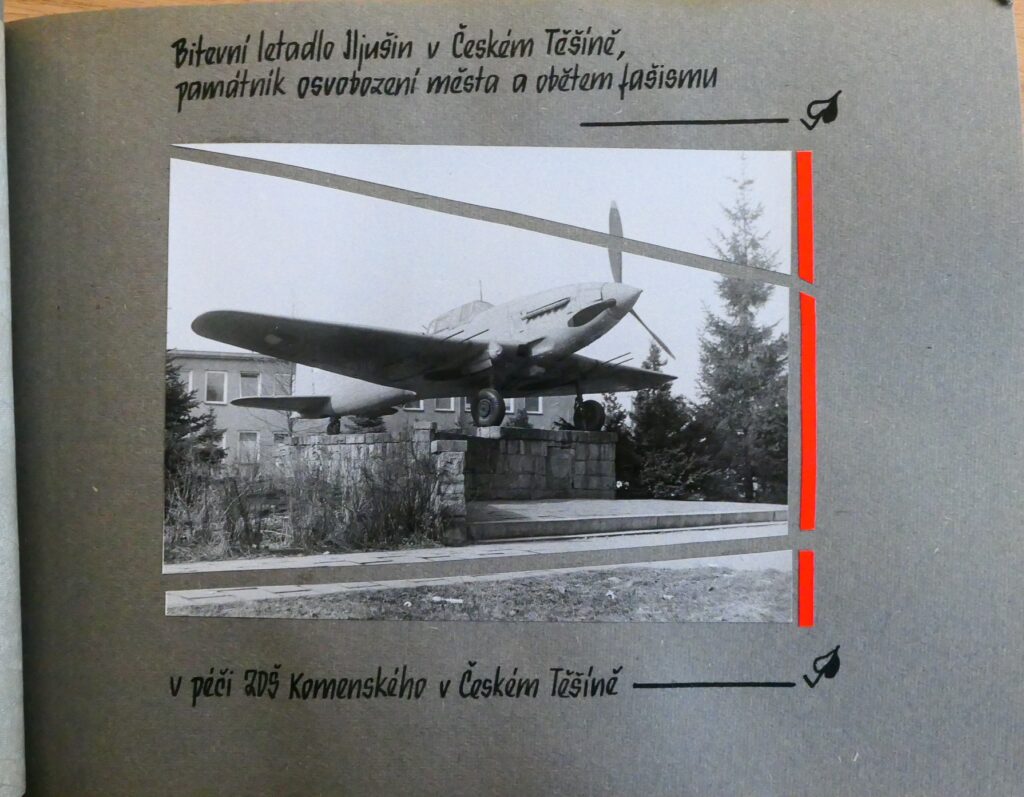 Bitevní letadlo Iljušin v Českém Těšíně,
památník osvobození města a obětem fašismu
v péči ZDŠ Komenského v Českém Těšíně